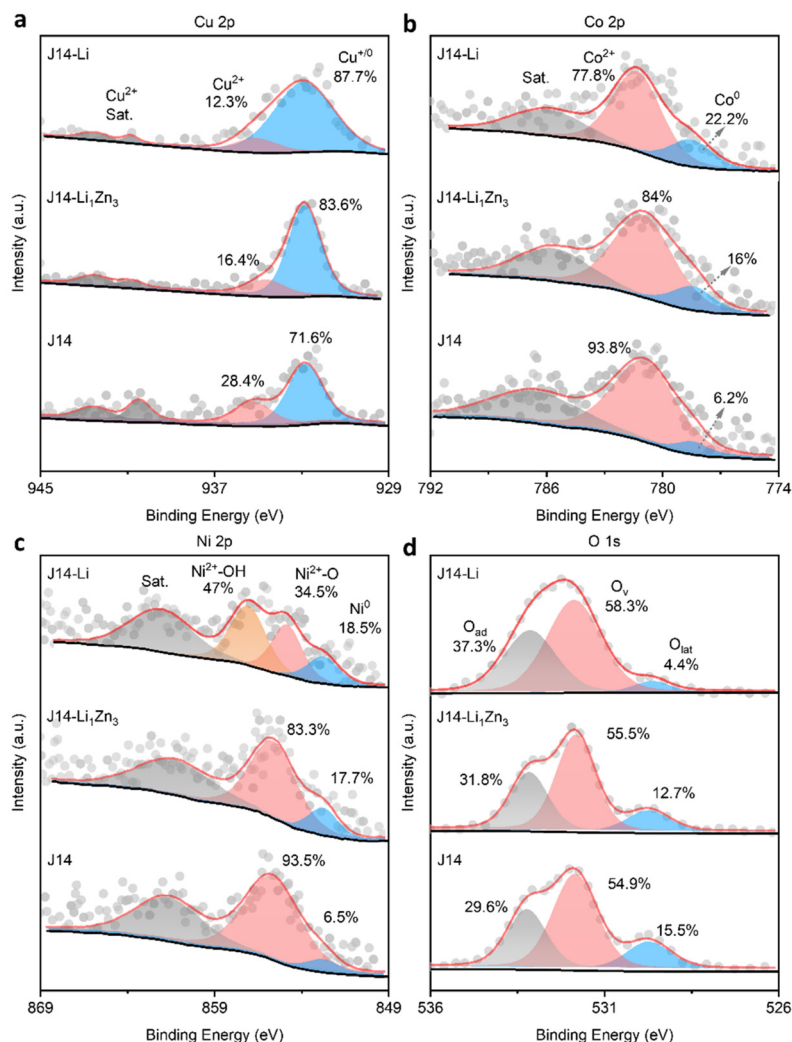 a
Cu 2p
J14-Li
Cu²⁺
Sat.
Cu²⁺
12.3%
Cu⁺/⁰
87.7%
J14-Li₁Zn₃
16.4%
83.6%
J14
28.4%
71.6%
Intensity (a.u.)
945 937 929
Binding Energy (eV)
b
Co 2p
J14-Li
Sat.
Co²⁺
77.8%
Co⁰
22.2%
J14-Li₁Zn₃
84%
16%
J14
93.8%
6.2%
Intensity (a.u.)
792 786 780 774
Binding Energy (eV)
c
Ni 2p
J14-Li
Sat.
Ni²⁺-OH
47%
Ni²⁺-O
34.5%
Ni⁰
18.5%
J14-Li₁Zn₃
83.3%
17.7%
J14
93.5%
6.5%
Intensity (a.u.)
869 859 849
Binding Energy (eV)
d
O 1s
J14-Li
O_ad
37.3%
O_v
58.3%
O_lat
4.4%
J14-Li₁Zn₃
31.8%
55.5%
12.7%
J14
29.6%
54.9%
15.5%
Intensity (a.u.)
536 531 526
Binding Energy (eV)